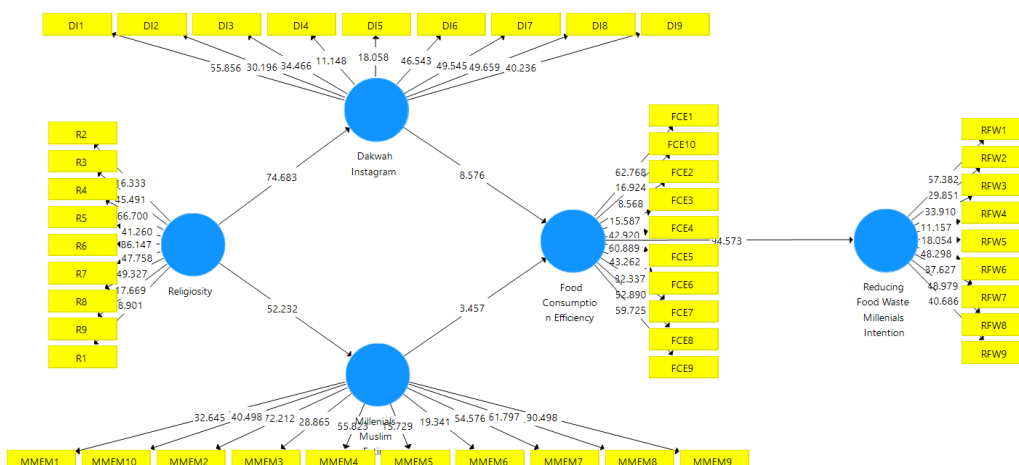 DI1 DI2 DI3 DI4 DI5 DI6 DI7 DI8 DI9
55.856 30.196 34.466 11.148 18.058 46.543 49.545 49.659 40.236
Dakwah
Instagram
R2
R3
R4
R5
R6
R7
R8
R9
R1
45.491
66.700
41.260
86.147
47.758
49.327
Religiosity
74.683
52.232
8.576
3.457
FCE1
FCE10
FCE2
FCE3
FCE4
FCE5
FCE6
FCE7
FCE8
FCE9
62.768
16.924
8.568
15.587
42.920
60.889
43.262
52.890
59.725
Food
Consumptio
n Efficiency
94.573
RFW1
RFW2
RFW3
RFW4
RFW5
RFW6
RFW7
RFW8
RFW9
57.382
29.851
33.910
11.157
18.054
48.298
37.627
48.979
40.686
Reducing
Food Waste
Millenials
Intention
32.645 40.498 72.212 28.865 55.823 15.729 19.341 54.576 61.797 90.498
Millenials
Muslim
MMEM1 MMEM10 MMEM2 MMEM3 MMEM4 MMEM5 MMEM6 MMEM7 MMEM8 MMEM9